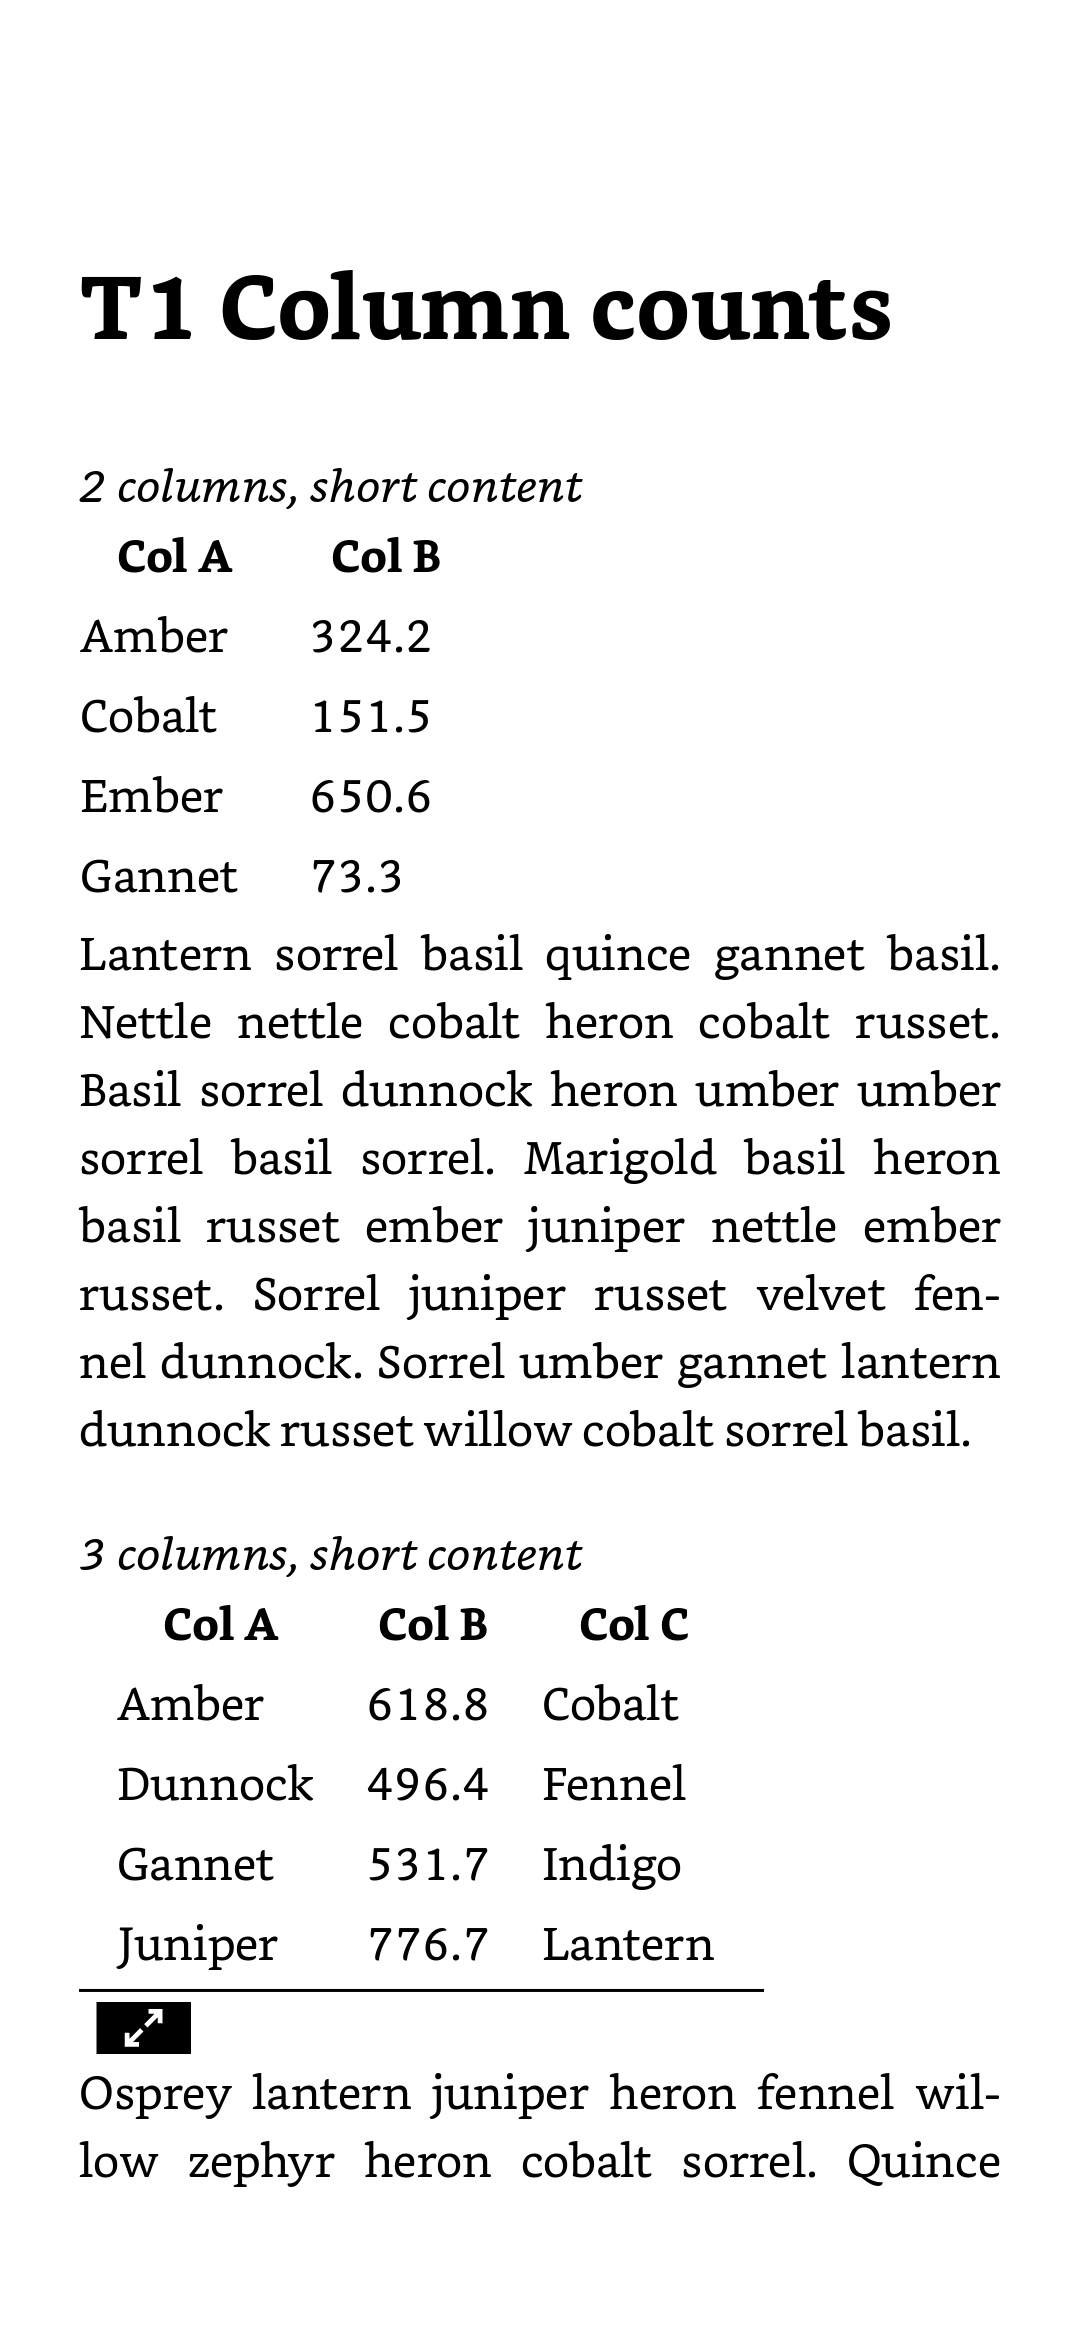 T1 Column counts
2 columns, short content
Col A Col B
Amber 324.2
Cobalt 151.5
Ember 650.6
Gannet 73.3
Lantern sorrel basil quince gannet basil.
Nettle nettle cobalt heron cobalt russet.
Basil sorrel dunnock heron umber umber
sorrel basil sorrel. Marigold basil heron
basil russet ember juniper nettle ember
russet. Sorrel juniper russet velvet fen-
nel dunnock. Sorrel umber gannet lantern
dunnock russet willow cobalt sorrel basil.
3 columns, short content
Col A Col B Col C
Amber 618.8 Cobalt
Dunnock 496.4 Fennel
Gannet 531.7 Indigo
Juniper 776.7 Lantern
Osprey lantern juniper heron fennel wil-
low zephyr heron cobalt sorrel. Quince